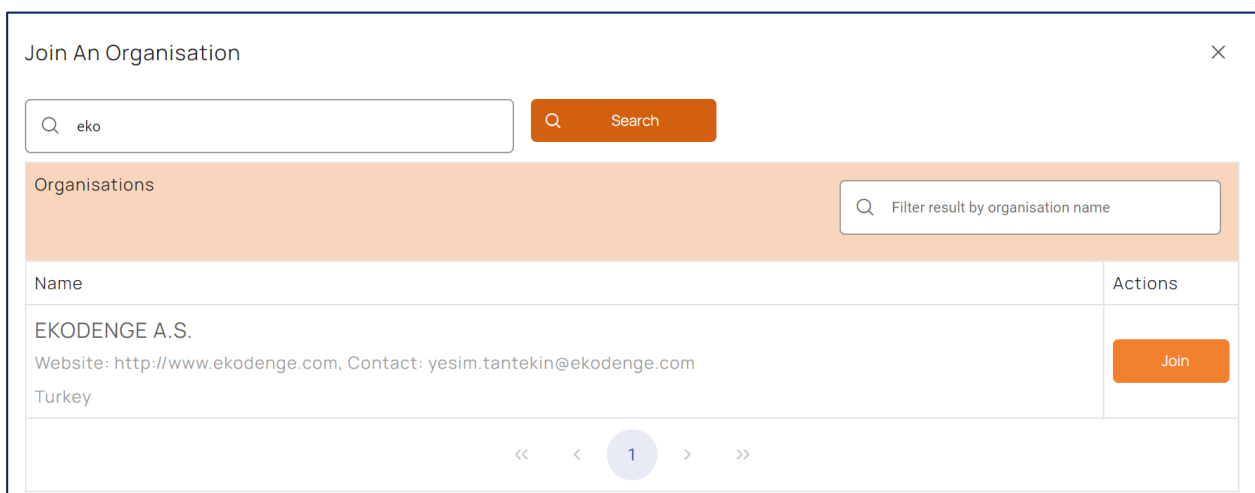 Join An Organisation
eko
Search
Organisations
Filter result by organisation name
Name
Actions
EKODENGE A.S.
Website: http://www.ekodenge.com, Contact: yesim.tantekin@ekodenge.com
Join
Turkey
1